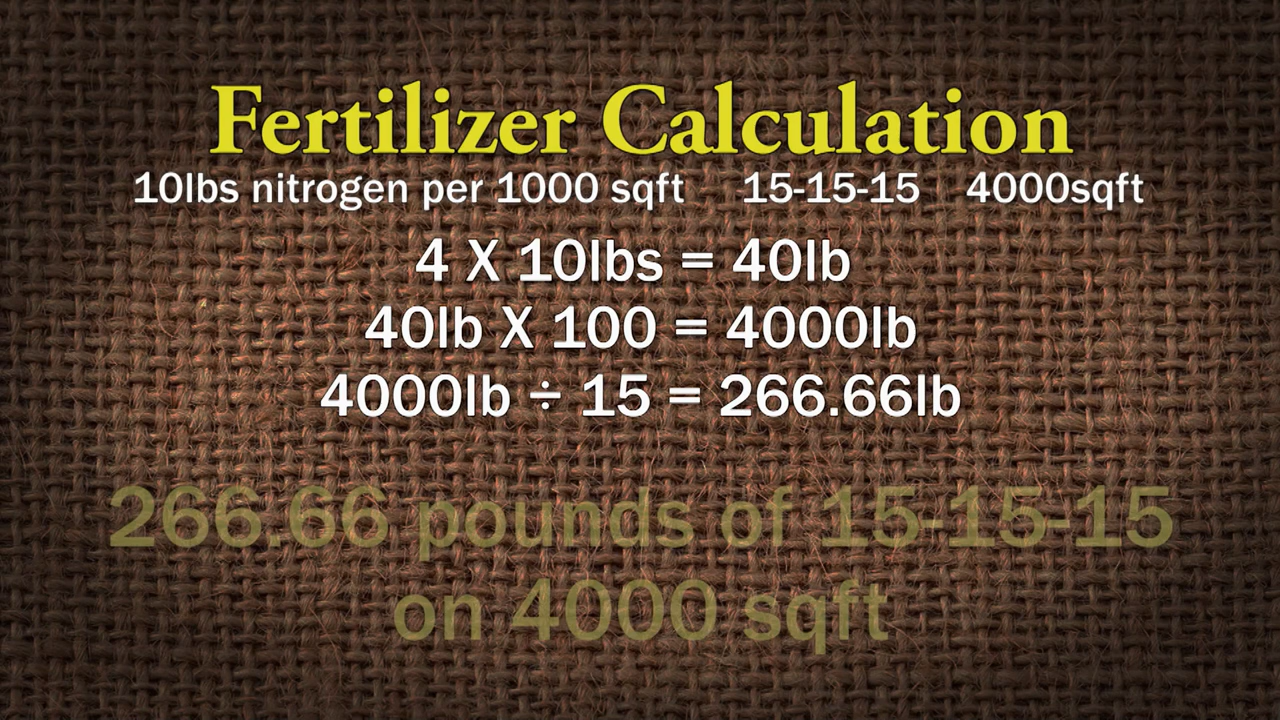 Fertilizer Calculation
10lbs nitrogen per 1000 sqft 15-15-15 4000sqft
4 X 10lbs = 40lb
40lb X 100 = 4000lb
4000lb ÷ 15 = 266.66lb
266.66 pounds of 15-15-15
on 4000 sqft